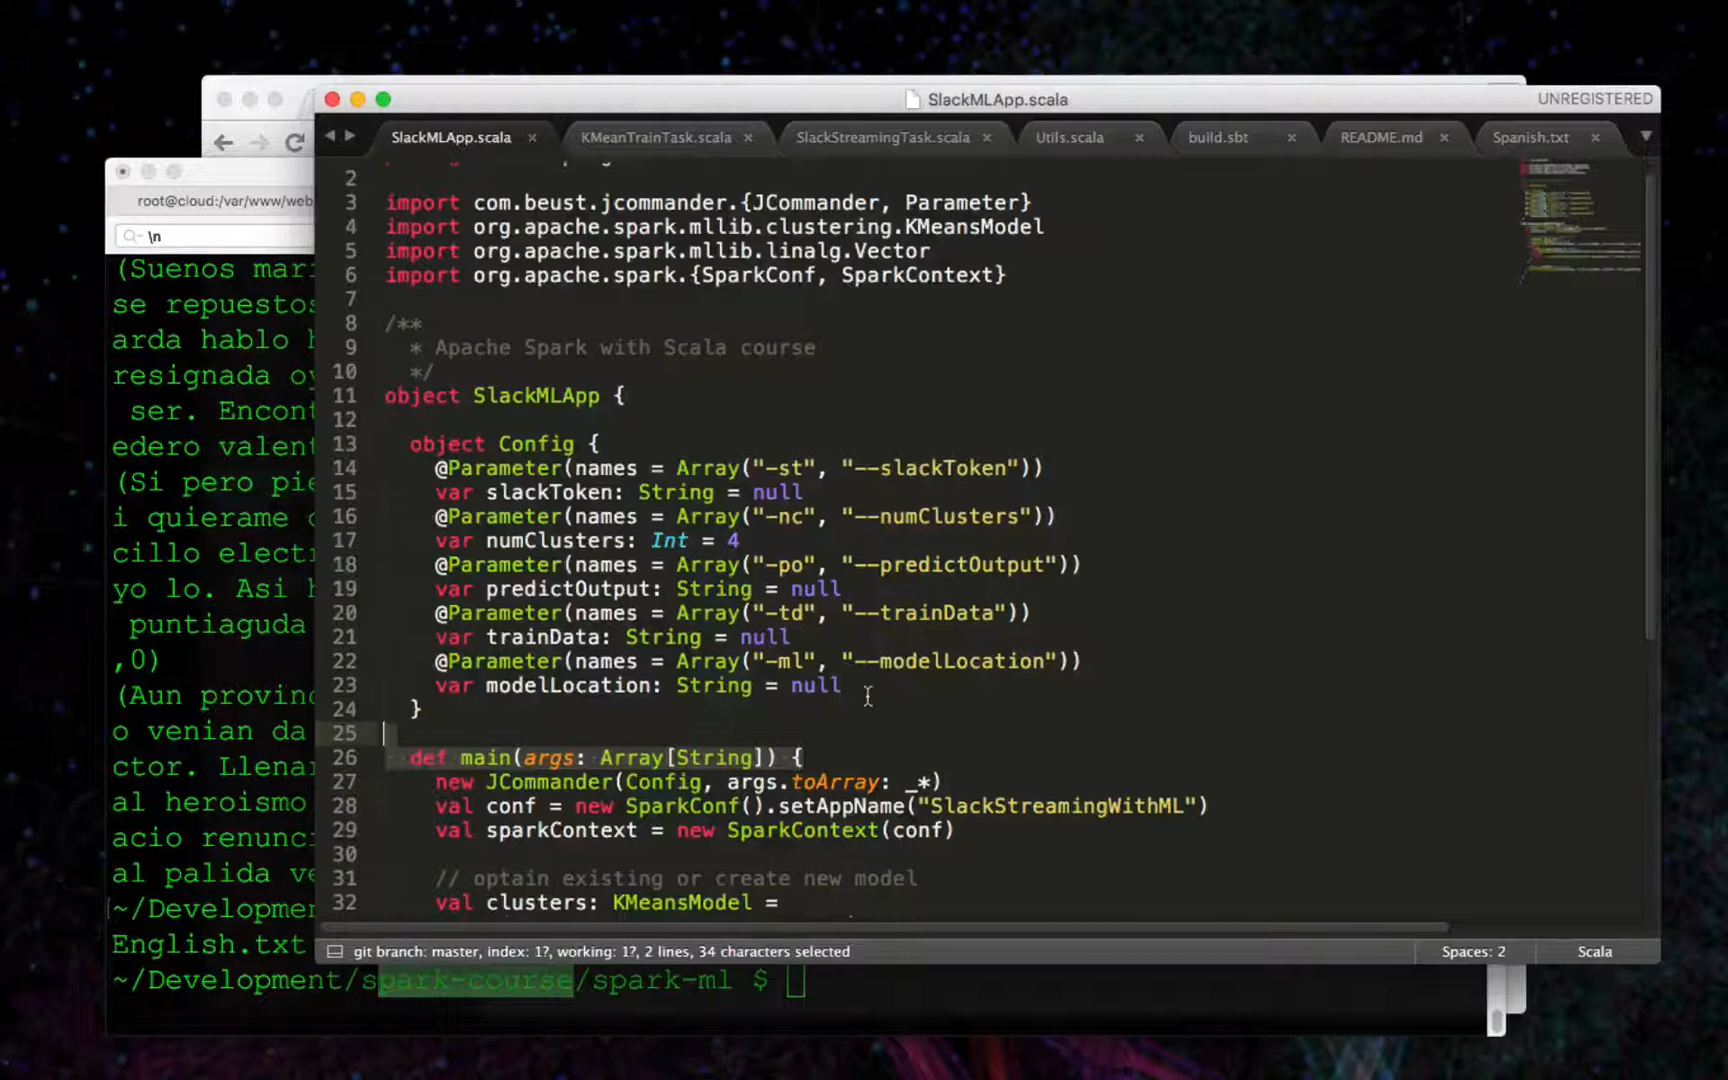 SlackMLApp.scala
UNREGISTERED
SlackMLApp.scala × KMeanTrainTask.scala × SlackStreamingTask.scala × Utils.scala × build.sbt × README.md × Spanish.txt ×
root@cloud:/var/www/web
\n
(Suenos mar
se repuestos
arda hablo
resignada
ser. Encont
edero valent
(Si pero pie
i quierame
cillo elect
yo lo. Asi
puntiaguda
,0)
(Aun provinc
o venian da
ctor. Llena
al heroismo
acio renunc
al palida ve
~/Developmen
English.txt
~/Development/spark-course/spark-ml $
2
3 import com.beust.jcommander.{JCommander, Parameter}
4 import org.apache.spark.mllib.clustering.KMeansModel
5 import org.apache.spark.mllib.linalg.Vector
6 import org.apache.spark.{SparkConf, SparkContext}
7
8 /**
9 * Apache Spark with Scala course
10 */
11 object SlackMLApp {
12
13 object Config {
14 @Parameter(names = Array("-st", "--slackToken"))
15 var slackToken: String = null
16 @Parameter(names = Array("-nc", "--numClusters"))
17 var numClusters: Int = 4
18 @Parameter(names = Array("-po", "--predictOutput"))
19 var predictOutput: String = null
20 @Parameter(names = Array("-td", "--trainData"))
21 var trainData: String = null
22 @Parameter(names = Array("-ml", "--modelLocation"))
23 var modelLocation: String = null
24 }
25
26 def main(args: Array[String]) {
27 new JCommander(Config, args.toArray: _*)
28 val conf = new SparkConf().setAppName("SlackStreamingWithML")
29 val sparkContext = new SparkContext(conf)
30
31 // optain existing or create new model
32 val clusters: KMeansModel =
git branch: master, index: 1?, working: 1?, 2 lines, 34 characters selected
Spaces: 2
Scala